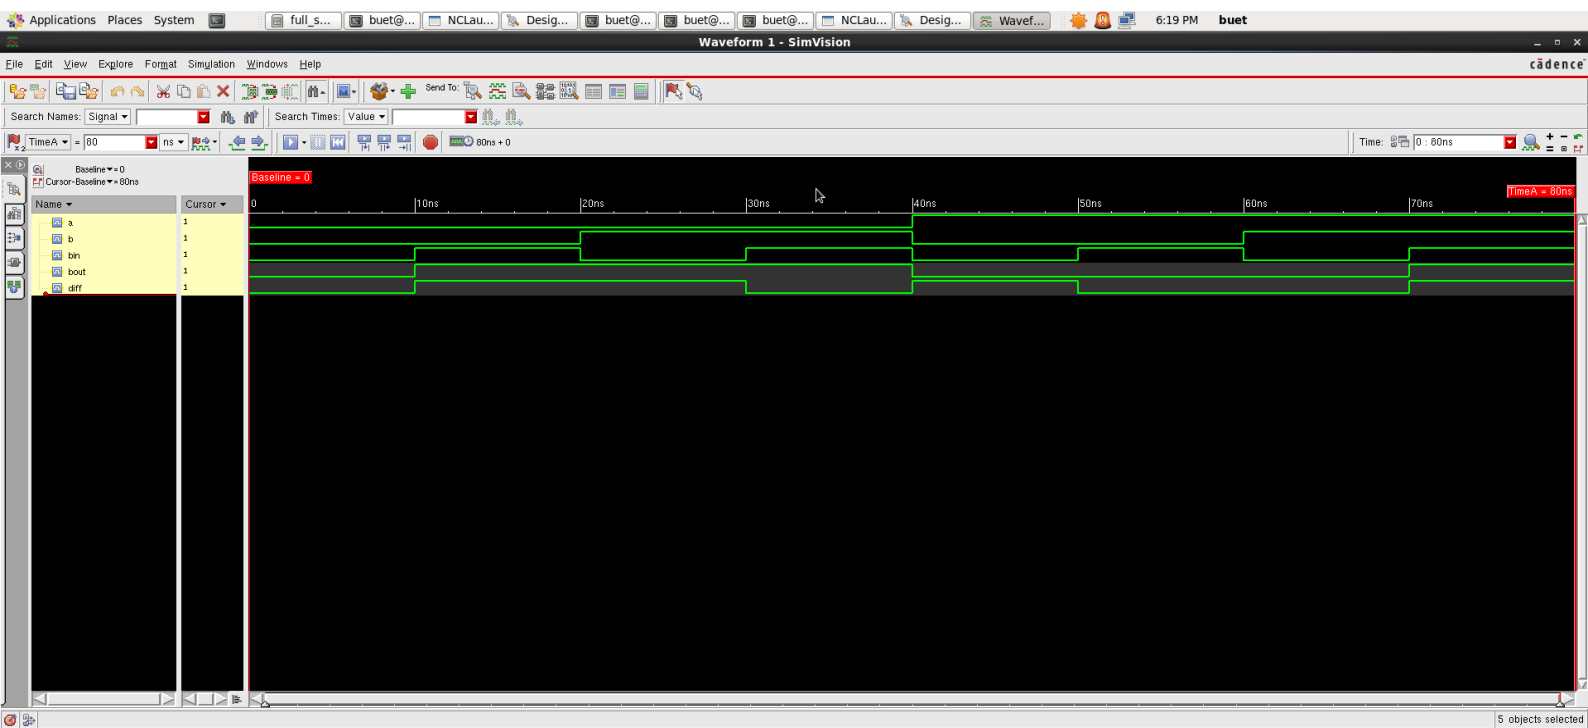 Applications Places System full_s... buet@... NCLau... Desig... buet@... buet@... buet@... NCLau... Desig... Wavef... 6:19 PM buet
Waveform 1 - SimVision
File Edit View Explore Format Simulation Windows Help cādence
Send To:
Search Names: Signal Search Times: Value
TimeA = 80 ns 80ns + 0 Time: 0 : 80ns
Baseline = 0
Cursor-Baseline = 80ns
Baseline = 0
TimeA = 80ns
Name Cursor 0 10ns 20ns 30ns 40ns 50ns 60ns 70ns
a 1
b 1
bin 1
bout 1
diff 1
5 objects selected